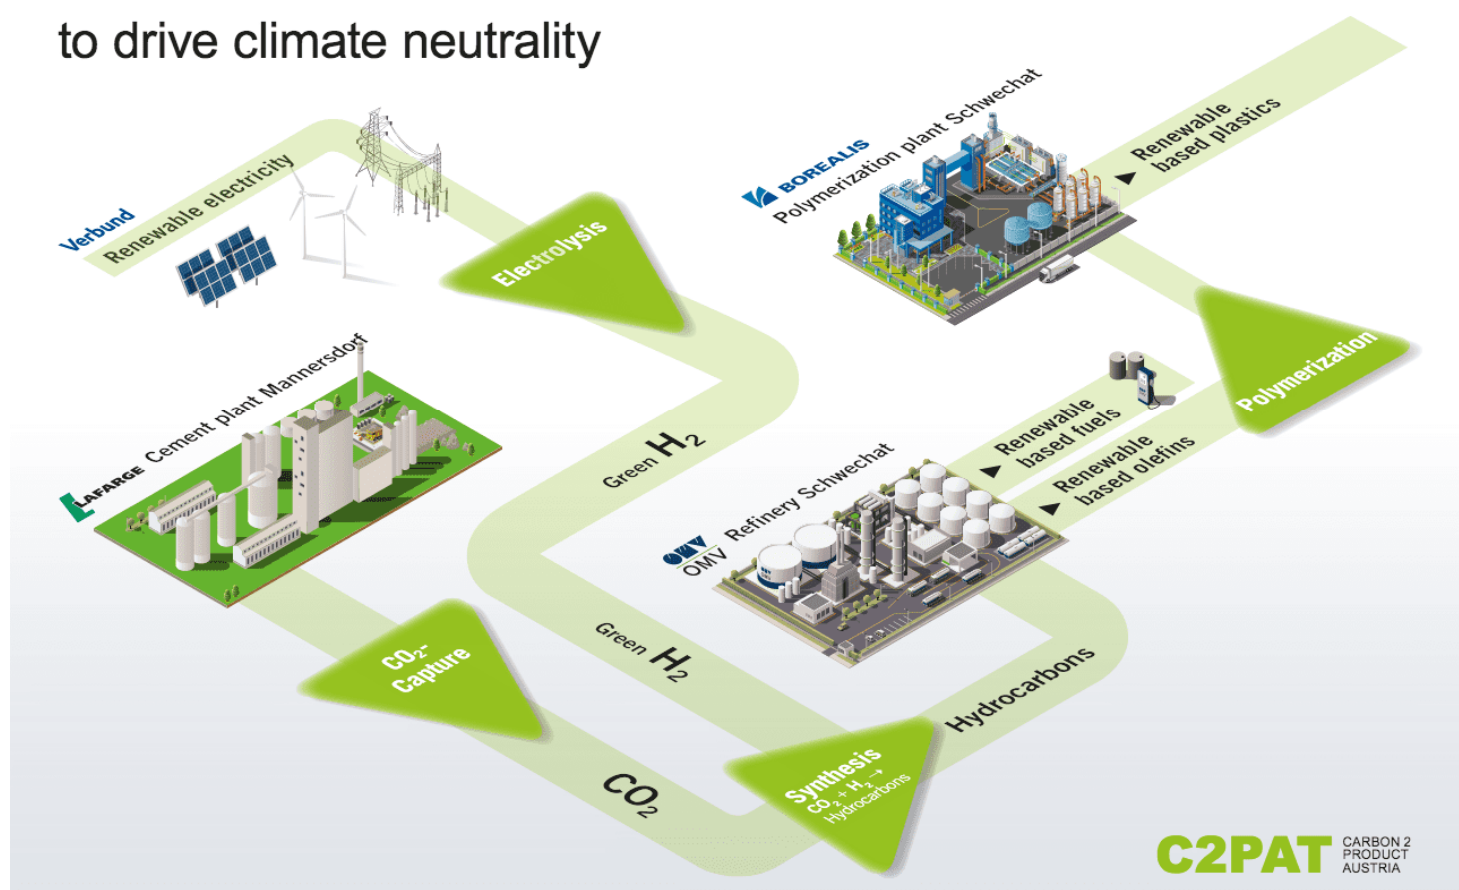 to drive climate neutrality
Verbund
Renewable electricity
Electrolysis
Green H₂
LAFARGE Cement plant Mannersdorf
CO₂-
Capture
CO₂
Green H₂
Synthesis
CO₂ + H₂ →
Hydrocarbons
Hydrocarbons
OMV
OMV Refinery Schwechat
Renewable
based fuels
Renewable
based olefins
Polymerization
BOREALIS
Polymerization plant Schwechat
Renewable
based plastics
C2PAT
CARBON 2
PRODUCT
AUSTRIA